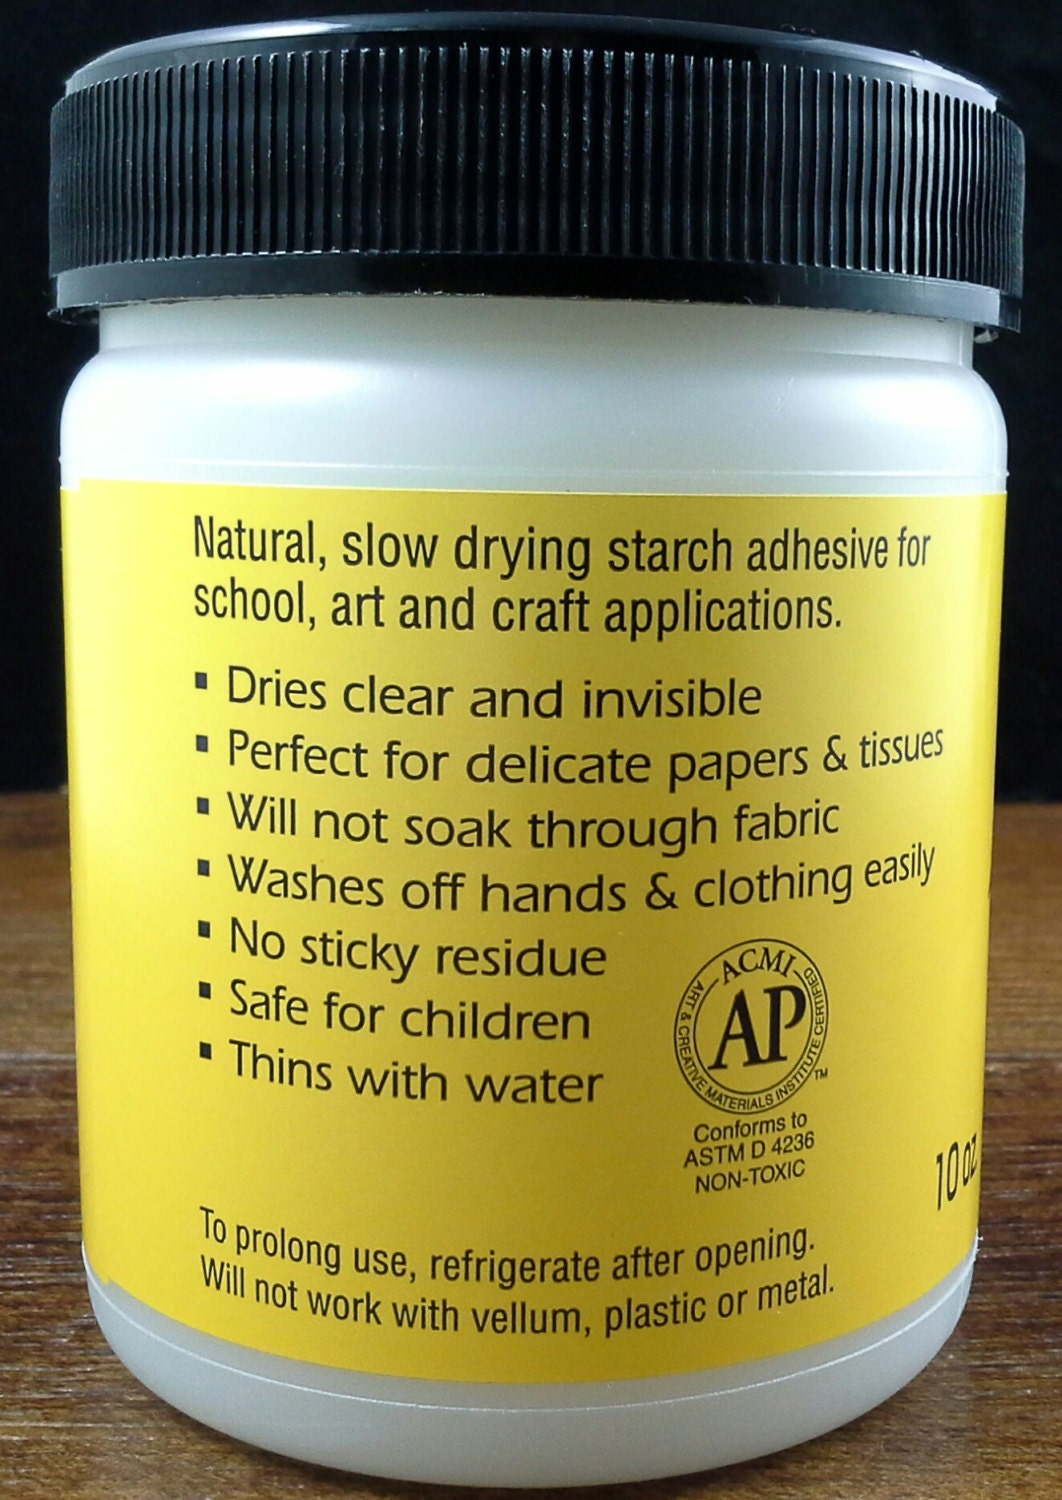 Natural, slow drying starch adhesive for
school, art and craft applications.
▪ Dries clear and invisible
▪ Perfect for delicate papers & tissues
▪ Will not soak through fabric
▪ Washes off hands & clothing easily
▪ No sticky residue
▪ Safe for children
▪ Thins with water
ACMI
AP
ART & CREATIVE MATERIALS INSTITUTE CERTIFIED
TM
Conforms to
ASTM D 4236
NON-TOXIC
10 oz
To prolong use, refrigerate after opening.
Will not work with vellum, plastic or metal.